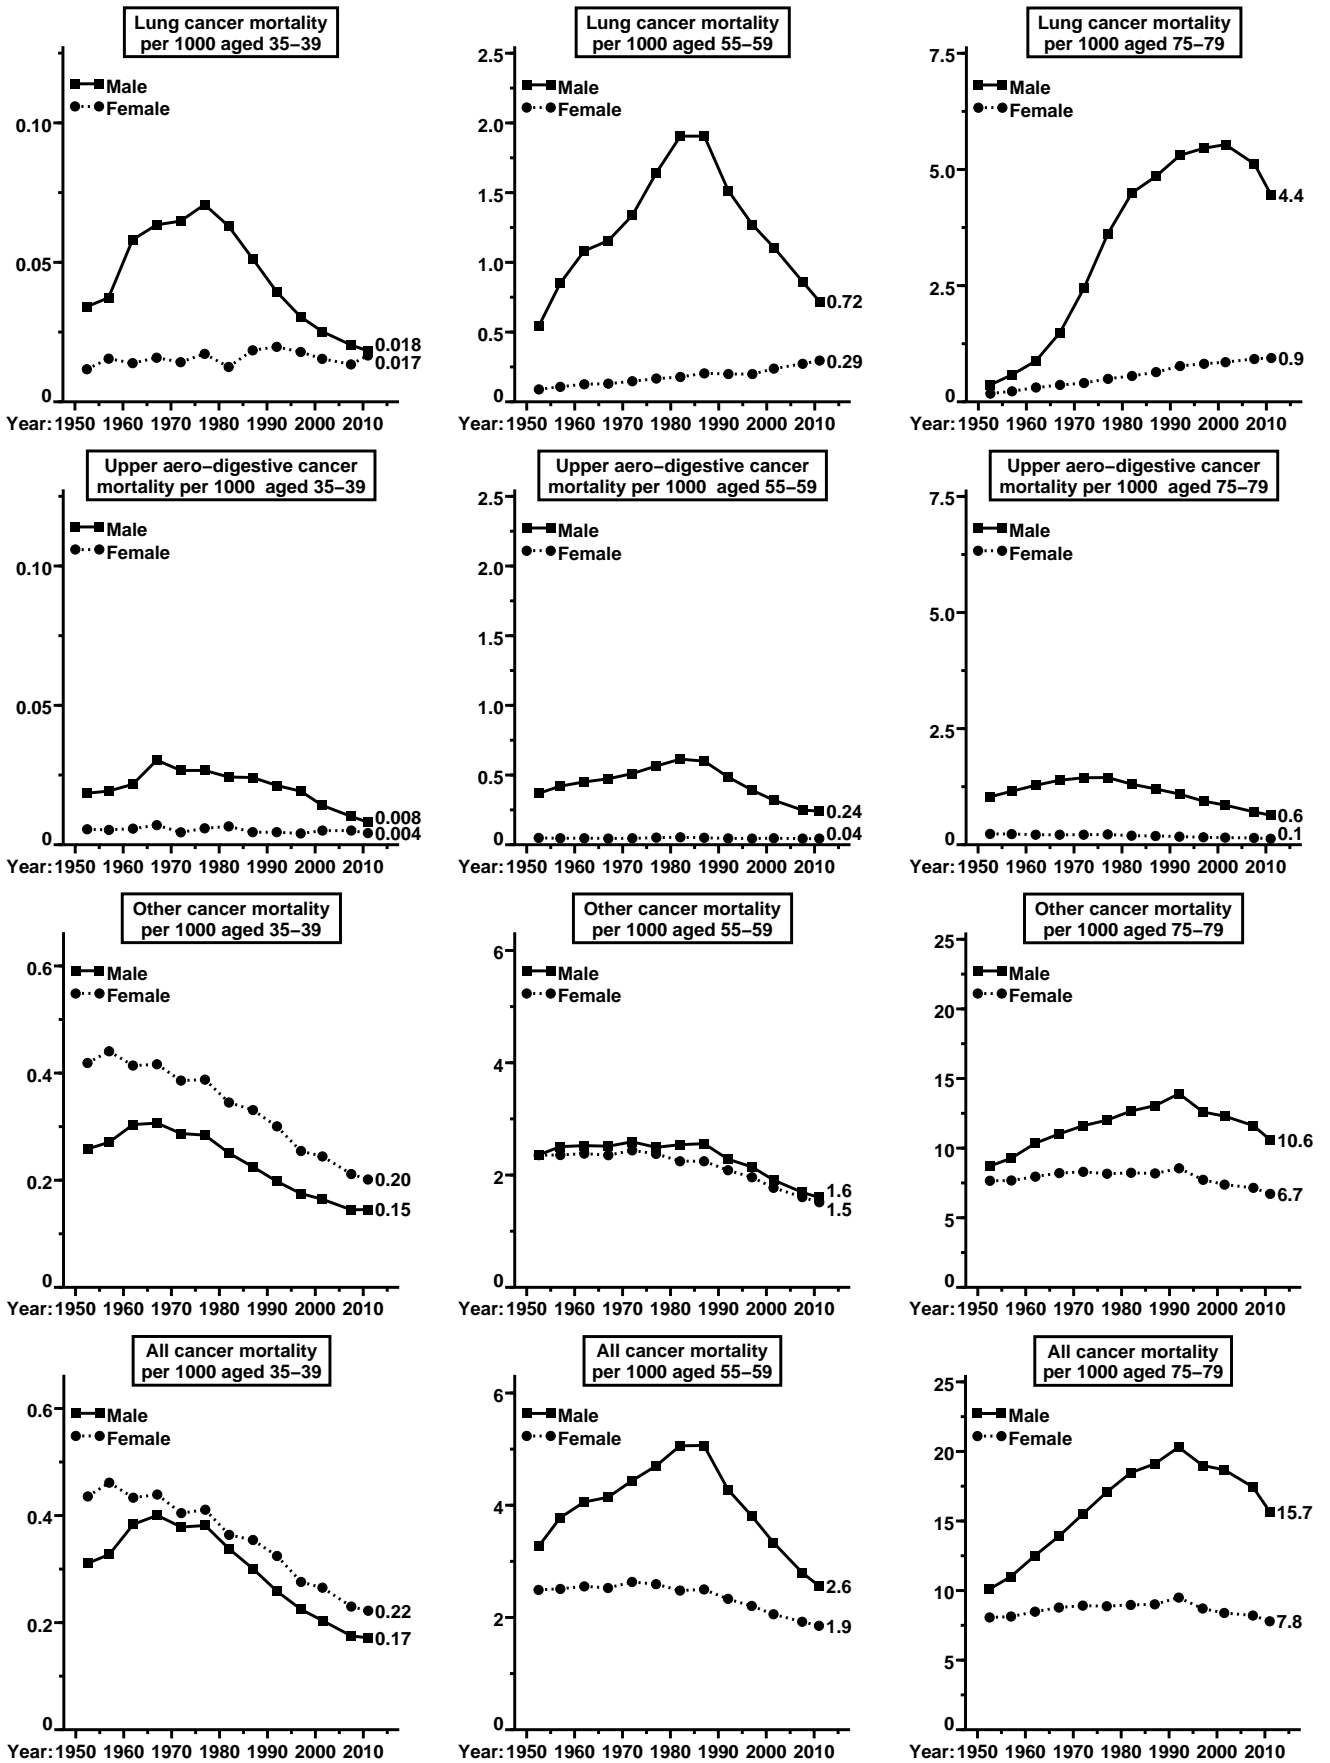 Lung cancer mortality
per 1000 aged 35–39
Male
Female
0.10
0.05
0
0.018
0.017
Year: 1950 1960 1970 1980 1990 2000 2010
Lung cancer mortality
per 1000 aged 55–59
2.5
Male
Female
2.0
1.5
1.0
0.5
0
0.72
0.29
Year: 1950 1960 1970 1980 1990 2000 2010
Lung cancer mortality
per 1000 aged 75–79
7.5
Male
Female
5.0
2.5
0
4.4
0.9
Year: 1950 1960 1970 1980 1990 2000 2010
Upper aero–digestive cancer
mortality per 1000 aged 35–39
Male
Female
0.10
0.05
0
0.008
0.004
Year: 1950 1960 1970 1980 1990 2000 2010
Upper aero–digestive cancer
mortality per 1000 aged 55–59
2.5
Male
Female
2.0
1.5
1.0
0.5
0
0.24
0.04
Year: 1950 1960 1970 1980 1990 2000 2010
Upper aero–digestive cancer
mortality per 1000 aged 75–79
7.5
Male
Female
5.0
2.5
0
0.6
0.1
Year: 1950 1960 1970 1980 1990 2000 2010
Other cancer mortality
per 1000 aged 35–39
0.6
Male
Female
0.4
0.2
0
0.20
0.15
Year: 1950 1960 1970 1980 1990 2000 2010
Other cancer mortality
per 1000 aged 55–59
6
Male
Female
4
2
0
1.6
1.5
Year: 1950 1960 1970 1980 1990 2000 2010
Other cancer mortality
per 1000 aged 75–79
25
Male
Female
20
15
10
5
0
10.6
6.7
Year: 1950 1960 1970 1980 1990 2000 2010
All cancer mortality
per 1000 aged 35–39
0.6
Male
Female
0.4
0.2
0
0.22
0.17
Year: 1950 1960 1970 1980 1990 2000 2010
All cancer mortality
per 1000 aged 55–59
6
Male
Female
4
2
0
2.6
1.9
Year: 1950 1960 1970 1980 1990 2000 2010
All cancer mortality
per 1000 aged 75–79
25
Male
Female
20
15
10
5
0
15.7
7.8
Year: 1950 1960 1970 1980 1990 2000 2010